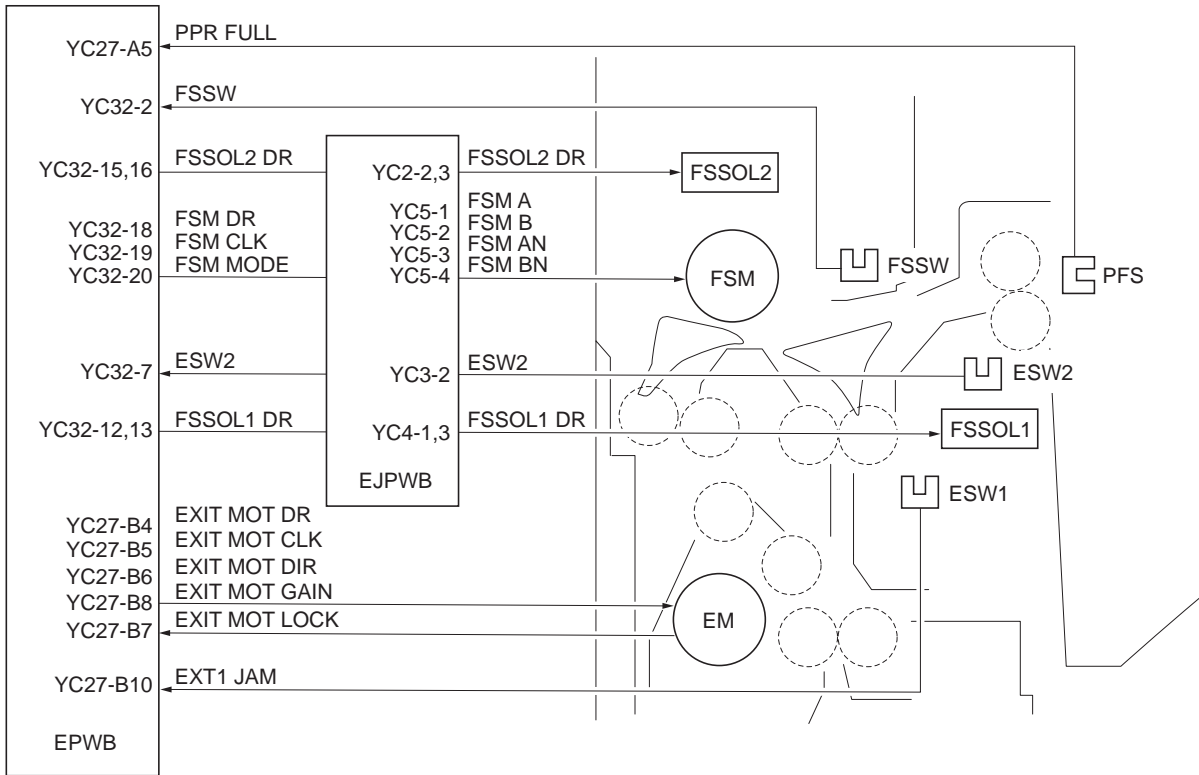 YC27-A5 PPR FULL
YC32-2 FSSW
YC32-15,16 FSSOL2 DR YC2-2,3 FSSOL2 DR FSSOL2
YC32-18 FSM DR YC5-1 FSM A
YC32-19 FSM CLK YC5-2 FSM B
YC32-20 FSM MODE YC5-3 FSM AN
YC5-4 FSM BN FSM FSSW PFS
YC32-7 ESW2 YC3-2 ESW2 ESW2
YC32-12,13 FSSOL1 DR YC4-1,3 FSSOL1 DR FSSOL1
EJPWB ESW1
YC27-B4 EXIT MOT DR
YC27-B5 EXIT MOT CLK
YC27-B6 EXIT MOT DIR
YC27-B8 EXIT MOT GAIN
YC27-B7 EXIT MOT LOCK EM
YC27-B10 EXT1 JAM
EPWB